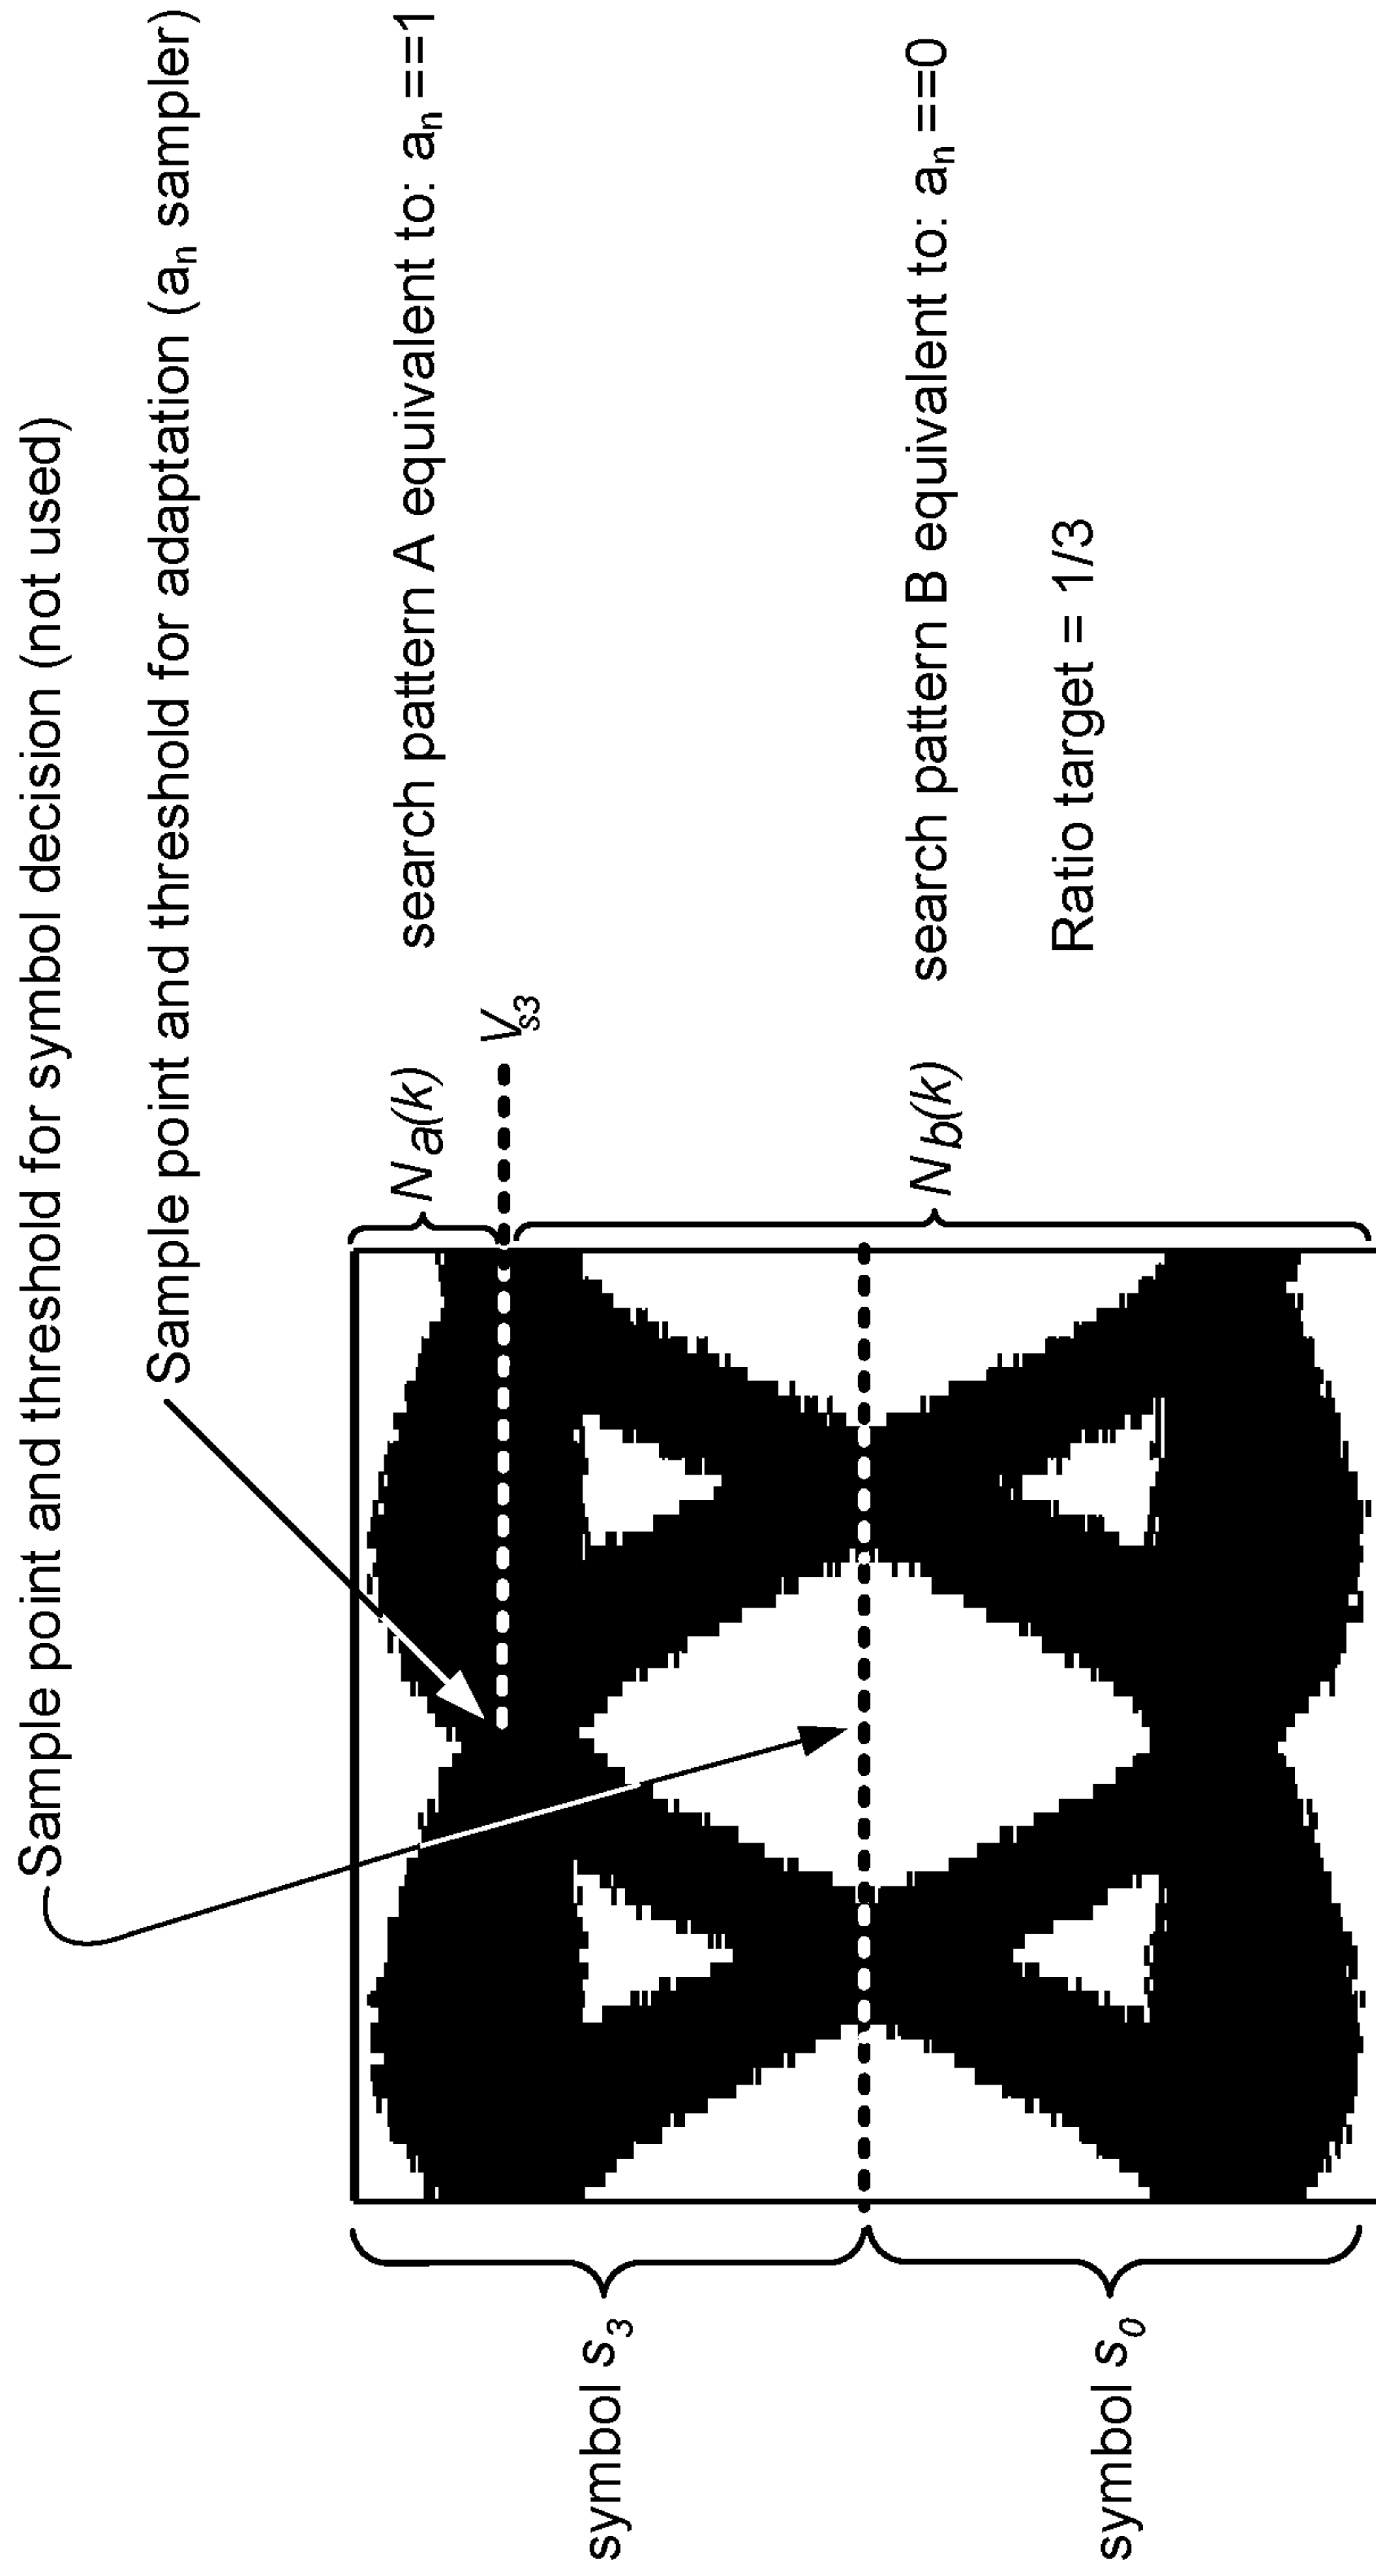 Sample point and threshold for symbol decision (not used)
Sample point and threshold for adaptation (aₙ sampler)
Nₐ(k) search pattern A equivalent to: aₙ ==1
Vₛ₃
symbol s₃
N_b(k) search pattern B equivalent to: aₙ ==0
Ratio target = 1/3
symbol s₀